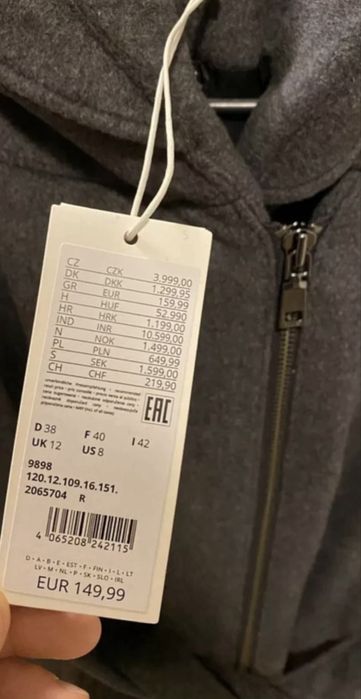 CZ CZK 3.999,00
DK DKK 1.299,95
GR EUR 159,99
H HUF 52.990
HR HRK 1.199,00
IND INR 10.599,00
N NOK 1.499,00
PL PLN 649,99
S SEK 1.599,00
CH CHF 219,90
EAC
D 38 F 40 I 42
UK 12 US 8
9898
120.12.109.16.151.
2065704 R
4 065208 242115
D • A • B • E • EST • F • FIN • I • L • LT
LV • M • NL • P • SK • SLO • IRL
EUR 149,99